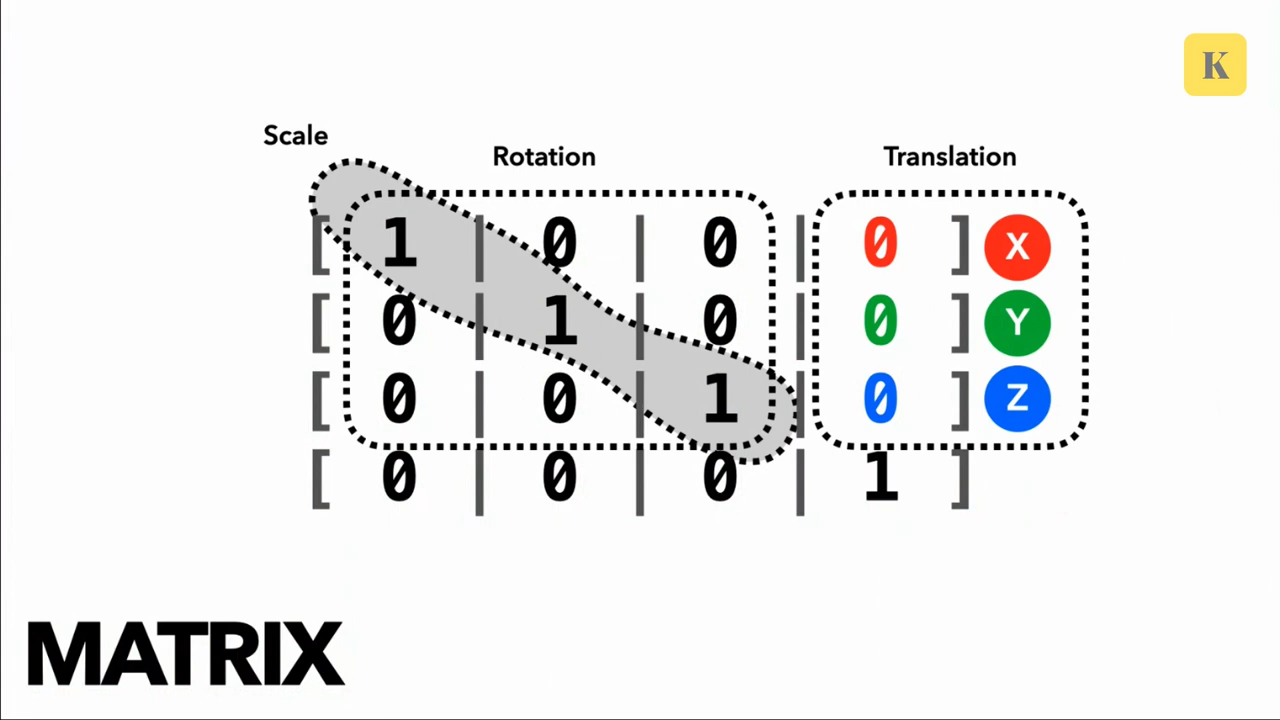 K
Scale
Rotation
Translation
[ 1 | 0 | 0 | 0 ] X
[ 0 | 1 | 0 | 0 ] Y
[ 0 | 0 | 1 | 0 ] Z
[ 0 | 0 | 0 | 1 ]
MATRIX